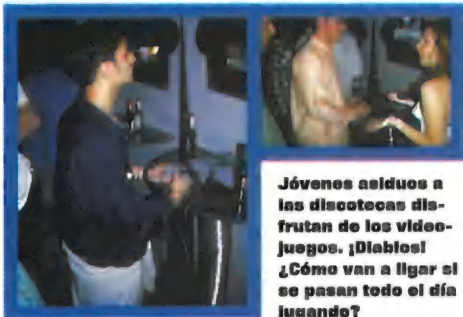 Jóvenes asiduos a
las discotecas dis-
frutan de los video-
juegos. ¡Diablos!
¿Cómo van a ligar si
se pasan todo el día
jugando?